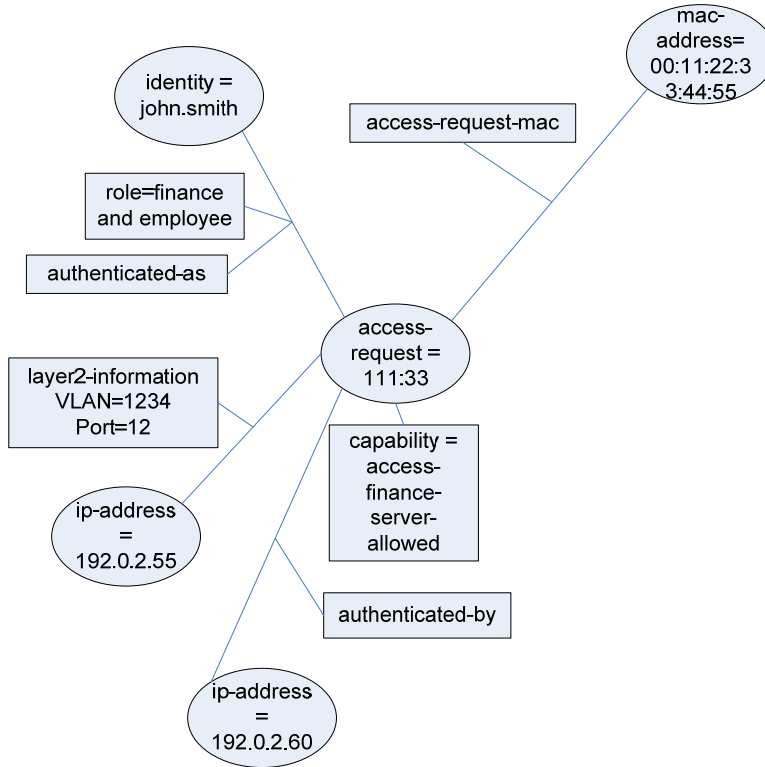 mac-
address=
00:11:22:3
3:44:55
identity =
john.smith
access-request-mac
role=finance
and employee
authenticated-as
access-
request =
111:33
layer2-information
VLAN=1234
Port=12
capability =
access-
finance-
server-
allowed
ip-address
=
192.0.2.55
authenticated-by
ip-address
=
192.0.2.60